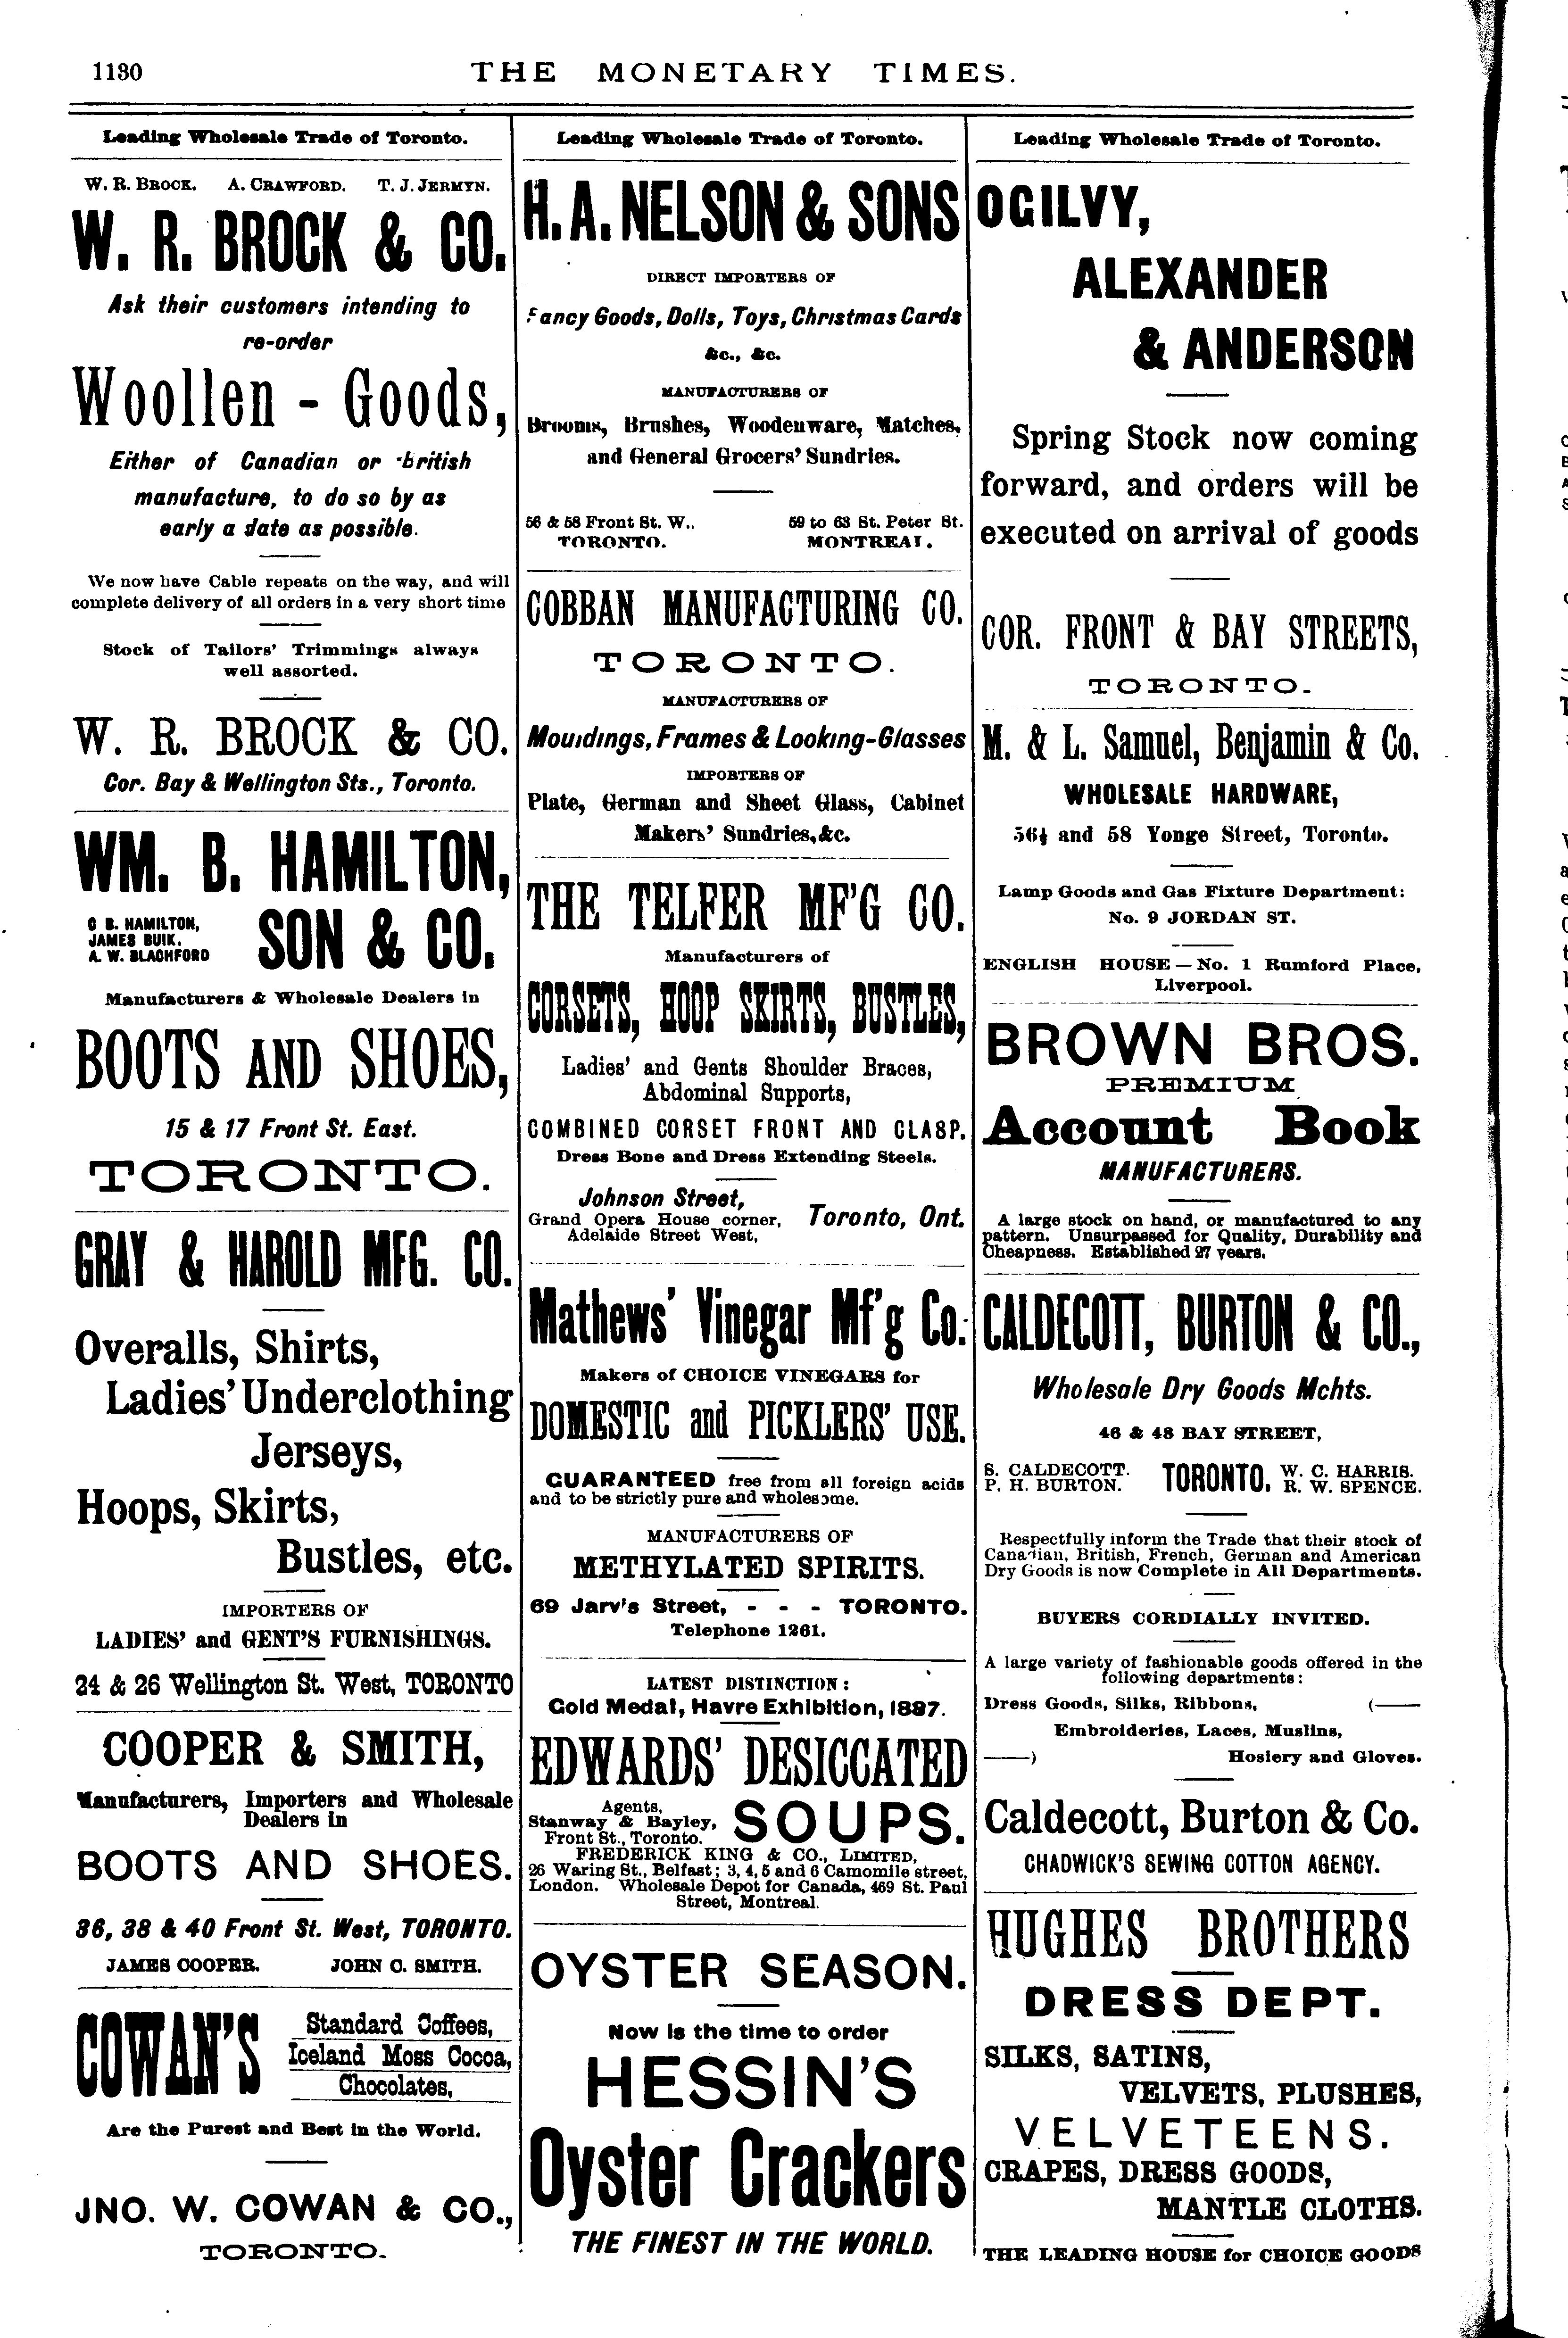 1130
THE MONETARY TIMES.
Leading Wholesale Trade of Toronto.
W. R. BROCK. A. CRAWFORD. T. J. JERMYN.
W. R. BROCK & CO.
Ask their customers intending to
re-order
Woollen - Goods,
Either of Canadian or British
manufacture, to do so by as
early a date as possible.
We now have Cable repeats on the way, and will
complete delivery of all orders in a very short time
Stock of Tailors' Trimmings always
well assorted.
W. R. BROCK & CO.
Cor. Bay & Wellington Sts., Toronto.
WM. B. HAMILTON,
C B. HAMILTON,
JAMES BUIK.
A. W. BLACHFORD
SON & CO.
Manufacturers & Wholesale Dealers in
BOOTS AND SHOES,
15 & 17 Front St. East.
TORONTO.
GRAY & HAROLD MFG. CO.
Overalls, Shirts,
Ladies' Underclothing
Jerseys,
Hoops, Skirts,
Bustles, etc.
IMPORTERS OF
LADIES' and GENT'S FURNISHINGS.
24 & 26 Wellington St. West, TORONTO
COOPER & SMITH,
Manufacturers, Importers and Wholesale
Dealers in
BOOTS AND SHOES.
36, 38 & 40 Front St. West, TORONTO.
JAMES COOPER. JOHN C. SMITH.
COWAN'S
Standard Coffees,
Iceland Moss Cocoa,
Chocolates,
Are the Purest and Best in the World.
JNO. W. COWAN & CO.,
TORONTO.
Leading Wholesale Trade of Toronto.
H. A. NELSON & SONS
DIRECT IMPORTERS OF
Fancy Goods, Dolls, Toys, Christmas Cards
&c., &c.
MANUFACTURERS OF
Brooms, Brushes, Woodenware, Matches,
and General Grocers' Sundries.
56 & 58 Front St. W., 59 to 63 St. Peter St.
TORONTO. MONTREAL.
COBBAN MANUFACTURING CO.
TORONTO.
MANUFACTURERS OF
Mouldings, Frames & Looking-Glasses
IMPORTERS OF
Plate, German and Sheet Glass, Cabinet
Makers' Sundries, &c.
THE TELFER MF'G CO.
Manufacturers of
CORSETS, HOOP SKIRTS, BUSTLES,
Ladies' and Gents Shoulder Braces,
Abdominal Supports,
COMBINED CORSET FRONT AND CLASP.
Dress Bone and Dress Extending Steels.
Johnson Street,
Grand Opera House corner,
Adelaide Street West,
Toronto, Ont.
Mathews' Vinegar Mf'g Co.
Makers of CHOICE VINEGARS for
DOMESTIC and PICKLERS' USE.
GUARANTEED free from all foreign acids
and to be strictly pure and wholesome.
MANUFACTURERS OF
METHYLATED SPIRITS.
69 Jarv's Street, - - - TORONTO.
Telephone 1261.
LATEST DISTINCTION:
Gold Medal, Havre Exhibition, 1887.
EDWARDS' DESICCATED
Agents,
Stanway & Bayley,
Front St., Toronto.
SOUPS.
FREDERICK KING & CO., LIMITED,
26 Waring St., Belfast; 3, 4, 5 and 6 Camomile street,
London. Wholesale Depot for Canada, 469 St. Paul
Street, Montreal.
OYSTER SEASON.
Now is the time to order
HESSIN'S
Oyster Crackers
THE FINEST IN THE WORLD.
Leading Wholesale Trade of Toronto.
OGILVY,
ALEXANDER
& ANDERSON
Spring Stock now coming
forward, and orders will be
executed on arrival of goods
COR. FRONT & BAY STREETS,
TORONTO.
M. & L. Samuel, Benjamin & Co.
WHOLESALE HARDWARE,
56½ and 58 Yonge Street, Toronto.
Lamp Goods and Gas Fixture Department:
No. 9 JORDAN ST.
ENGLISH HOUSE—No. 1 Rumford Place,
Liverpool.
BROWN BROS.
PREMIUM
Account Book
MANUFACTURERS.
A large stock on hand, or manufactured to any
pattern. Unsurpassed for Quality, Durability and
Cheapness. Established 27 years.
CALDECOTT, BURTON & CO.,
Wholesale Dry Goods Mchts.
46 & 48 BAY STREET,
S. CALDECOTT.
P. H. BURTON.
TORONTO.
W. C. HARRIS.
R. W. SPENCE.
Respectfully inform the Trade that their stock of
Canadian, British, French, German and American
Dry Goods is now Complete in All Departments.
BUYERS CORDIALLY INVITED.
A large variety of fashionable goods offered in the
following departments:
Dress Goods, Silks, Ribbons, (——
Embroideries, Laces, Muslins,
——) Hosiery and Gloves.
Caldecott, Burton & Co.
CHADWICK'S SEWING COTTON AGENCY.
HUGHES BROTHERS
DRESS DEPT.
SILKS, SATINS,
VELVETS, PLUSHES,
VELVETEENS.
CRAPES, DRESS GOODS,
MANTLE CLOTHS.
THE LEADING HOUSE for CHOICE GOODS